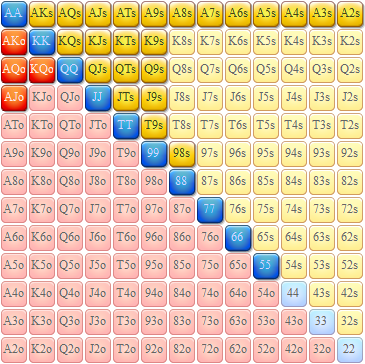 AA AKs AQs AJs ATs A9s A8s A7s A6s A5s A4s A3s A2s
AKo KK KQs KJs KTs K9s K8s K7s K6s K5s K4s K3s K2s
AQo KQo QQ QJs QTs Q9s Q8s Q7s Q6s Q5s Q4s Q3s Q2s
AJo KJo QJo JJ JTs J9s J8s J7s J6s J5s J4s J3s J2s
ATo KTo QTo JTo TT T9s T8s T7s T6s T5s T4s T3s T2s
A9o K9o Q9o J9o T9o 99 98s 97s 96s 95s 94s 93s 92s
A8o K8o Q8o J8o T8o 98o 88 87s 86s 85s 84s 83s 82s
A7o K7o Q7o J7o T7o 97o 87o 77 76s 75s 74s 73s 72s
A6o K6o Q6o J6o T6o 96o 86o 76o 66 65s 64s 63s 62s
A5o K5o Q5o J5o T5o 95o 85o 75o 65o 55 54s 53s 52s
A4o K4o Q4o J4o T4o 94o 84o 74o 64o 54o 44 43s 42s
A3o K3o Q3o J3o T3o 93o 83o 73o 63o 53o 43o 33 32s
A2o K2o Q2o J2o T2o 92o 82o 72o 62o 52o 42o 32o 22